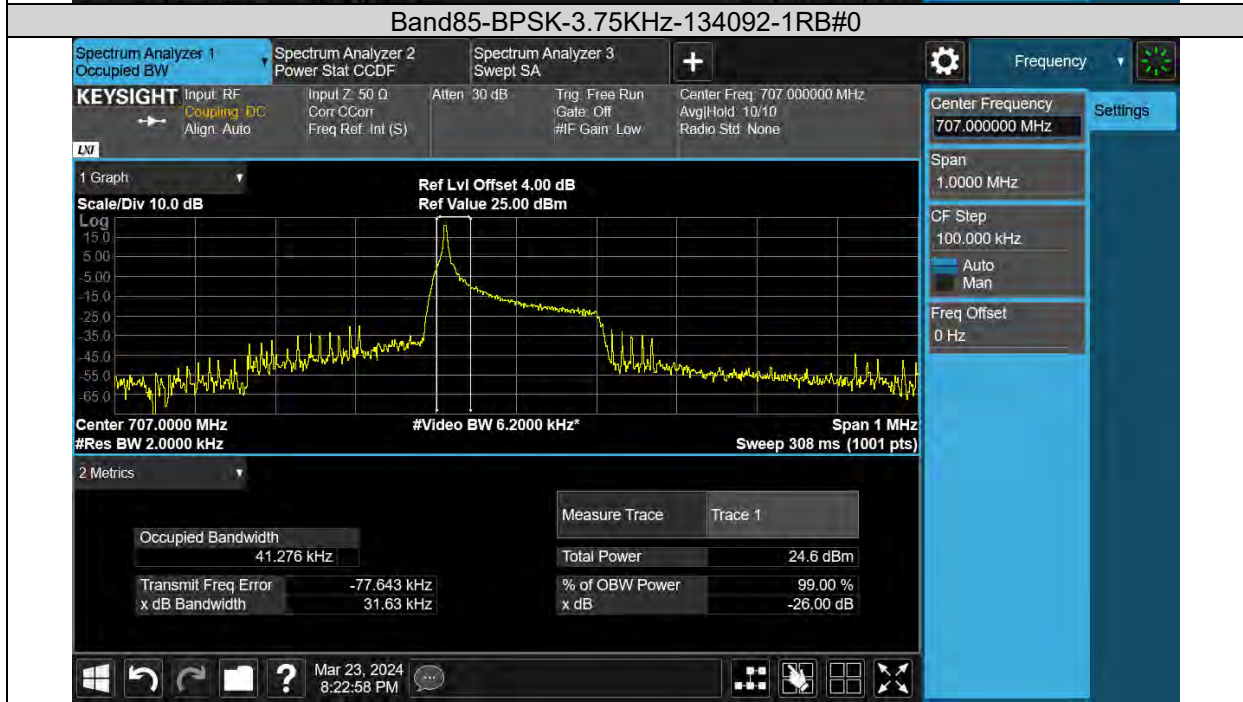 Band85-BPSK-3.75KHz-134092-1RB#0
Spectrum Analyzer 1
Occupied BW
Spectrum Analyzer 2
Power Stat CCDF
Spectrum Analyzer 3
Swept SA
+
Frequency
KEYSIGHT
Input: RF
Coupling: DC
Align: Auto
Input Z: 50 Ω
Corr CCorr
Freq Ref: Int (S)
Atten: 30 dB
Trig: Free Run
Gate: Off
#IF Gain: Low
Center Freq: 707.000000 MHz
Avg|Hold: 10/10
Radio Std: None
LXI
Center Frequency
707.000000 MHz
Settings
Span
1.0000 MHz
CF Step
100.000 kHz
Auto
Man
Freq Offset
0 Hz
1 Graph
Scale/Div 10.0 dB
Ref Lvl Offset 4.00 dB
Ref Value 25.00 dBm
Log
15.0
5.00
-5.00
-15.0
-25.0
-35.0
-45.0
-55.0
-65.0
Center 707.0000 MHz
#Video BW 6.2000 kHz*
Span 1 MHz
#Res BW 2.0000 kHz
Sweep 308 ms (1001 pts)
2 Metrics
Measure Trace
Trace 1
Occupied Bandwidth
41.276 kHz
Total Power
24.6 dBm
Transmit Freq Error
-77.643 kHz
% of OBW Power
99.00 %
x dB Bandwidth
31.63 kHz
x dB
-26.00 dB
?
Mar 23, 2024
8:22:58 PM